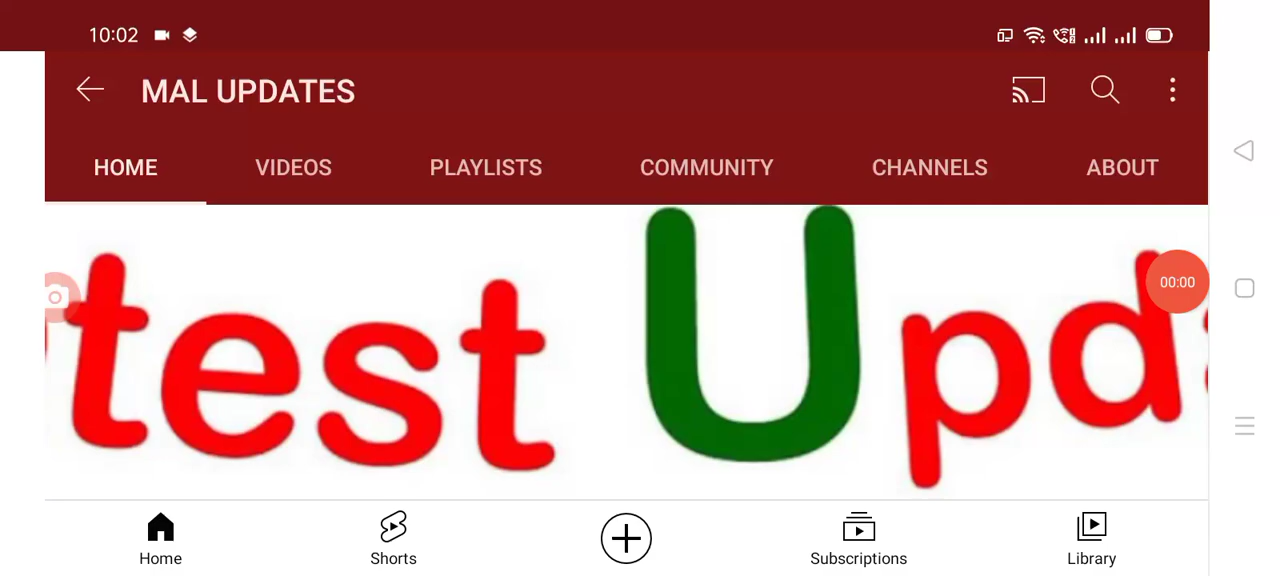 10:02
MAL UPDATES
HOME VIDEOS PLAYLISTS COMMUNITY CHANNELS ABOUT
test Upd
00:00
Home Shorts Subscriptions Library